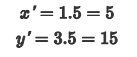 x′ = 1.5 = 5
y′ = 3.5 = 15